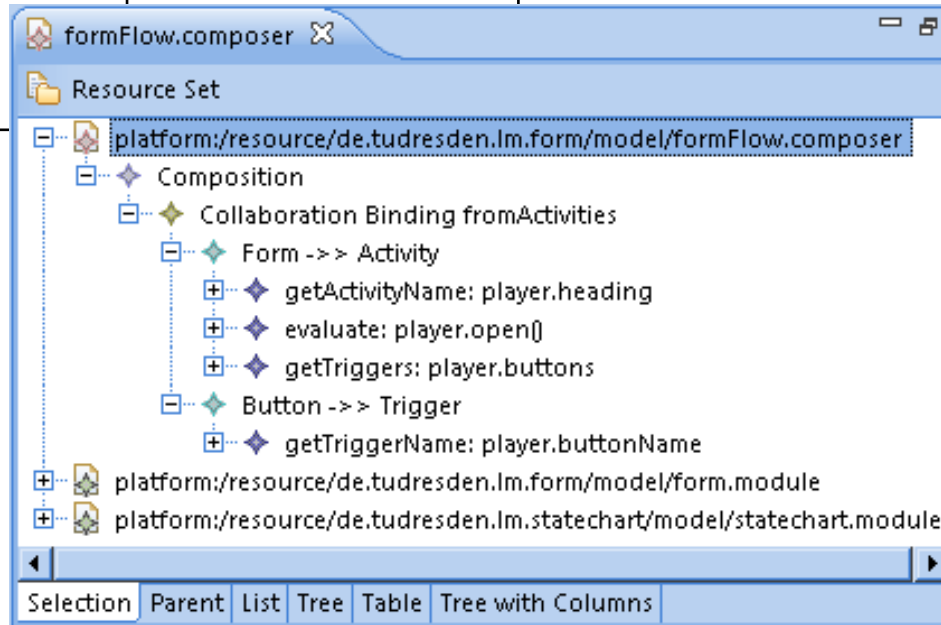 formFlow.composer
Resource Set
platform:/resource/de.tudresden.lm.form/model/formFlow.composer
Composition
Collaboration Binding fromActivities
Form ->> Activity
getActivityName: player.heading
evaluate: player.open()
getTriggers: player.buttons
Button ->> Trigger
getTriggerName: player.buttonName
platform:/resource/de.tudresden.lm.form/model/form.module
platform:/resource/de.tudresden.lm.statechart/model/statechart.module
Selection Parent List Tree Table Tree with Columns